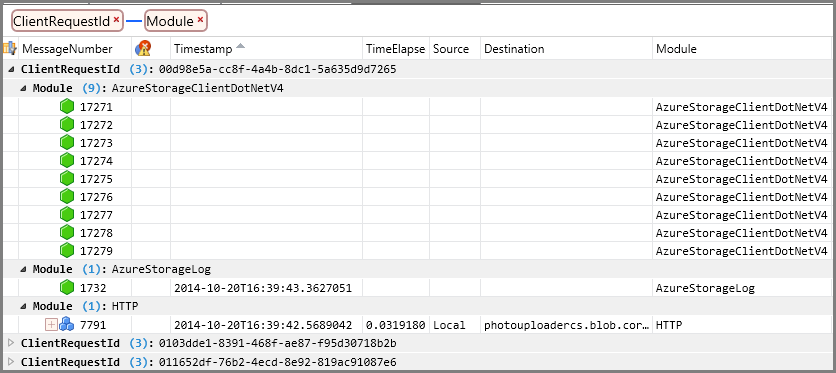 ClientRequestId × Module ×
MessageNumber Timestamp TimeElapse Source Destination Module
ClientRequestId (3): 00d98e5a-cc8f-4a4b-8dc1-5a635d9d7265
Module (9): AzureStorageClientDotNetV4
17271 AzureStorageClientDotNetV4
17272 AzureStorageClientDotNetV4
17273 AzureStorageClientDotNetV4
17274 AzureStorageClientDotNetV4
17275 AzureStorageClientDotNetV4
17276 AzureStorageClientDotNetV4
17277 AzureStorageClientDotNetV4
17278 AzureStorageClientDotNetV4
17279 AzureStorageClientDotNetV4
Module (1): AzureStorageLog
1732 2014-10-20T16:39:43.3627051 AzureStorageLog
Module (1): HTTP
7791 2014-10-20T16:39:42.5689042 0.0319180 Local photouploadercs.blob.cor… HTTP
ClientRequestId (3): 0103dde1-8391-468f-ae87-f95d30718b2b
ClientRequestId (3): 011652df-76b2-4ecd-8e92-819ac91087e6